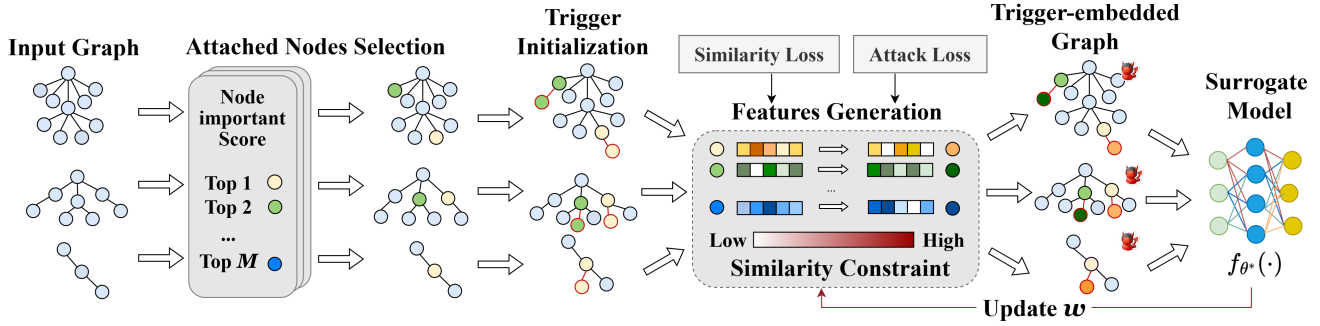 Input Graph
Attached Nodes Selection
Node
important
Score
Top 1
Top 2
...
Top M
Trigger
Initialization
Similarity Loss
Attack Loss
Features Generation
...
Low
High
Similarity Constraint
Trigger-embedded
Graph
Surrogate
Model
f_{θ*}(·)
Update w